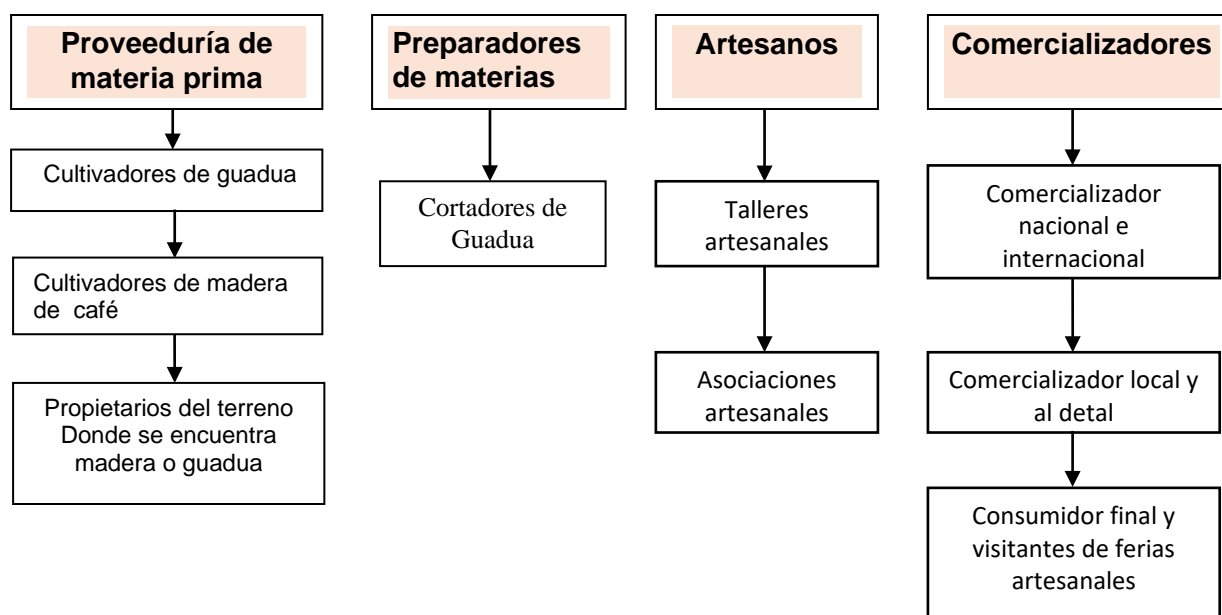 Proveeduría de
materia prima
Cultivadores de guadua
Cultivadores de madera
de café
Propietarios del terreno
Donde se encuentra
madera o guadua
Preparadores
de materias
Cortadores de
Guadua
Artesanos
Talleres
artesanales
Asociaciones
artesanales
Comercializadores
Comercializador
nacional e
internacional
Comercializador local y
al detal
Consumidor final y
visitantes de ferias
artesanales